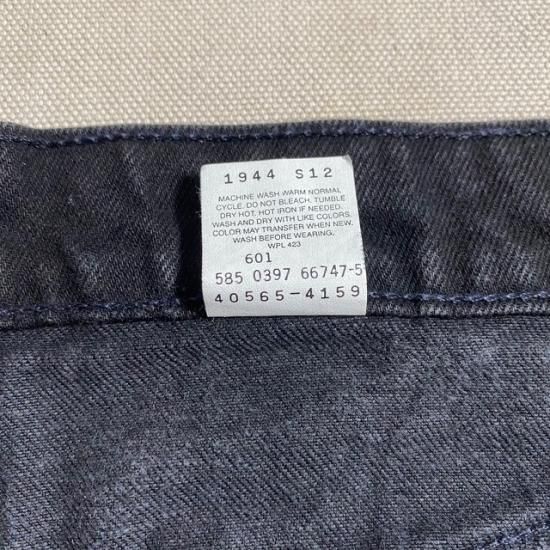 1944 S12
MACHINE WASH WARM NORMAL
CYCLE. DO NOT BLEACH. TUMBLE
DRY HOT. HOT IRON IF NEEDED.
WASH AND DRY WITH LIKE COLORS.
COLOR MAY TRANSFER WHEN NEW.
WASH BEFORE WEARING.
WPL 423
601
585 0397 66747-5
40565-4159